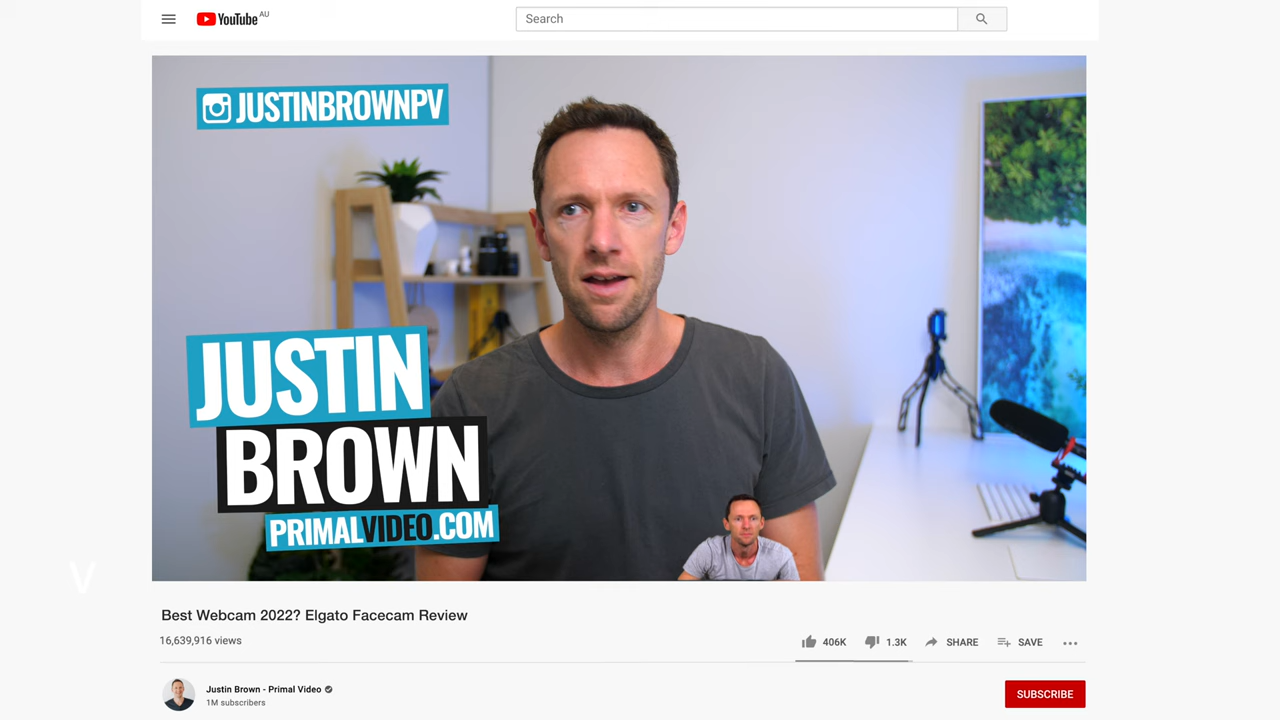 YouTube AU
Search
JUSTINBROWNPV
JUSTIN
BROWN
PRIMALVIDEO.COM
V
Best Webcam 2022? Elgato Facecam Review
16,639,916 views
406K
1.3K
SHARE
SAVE
Justin Brown - Primal Video
1M subscribers
SUBSCRIBE